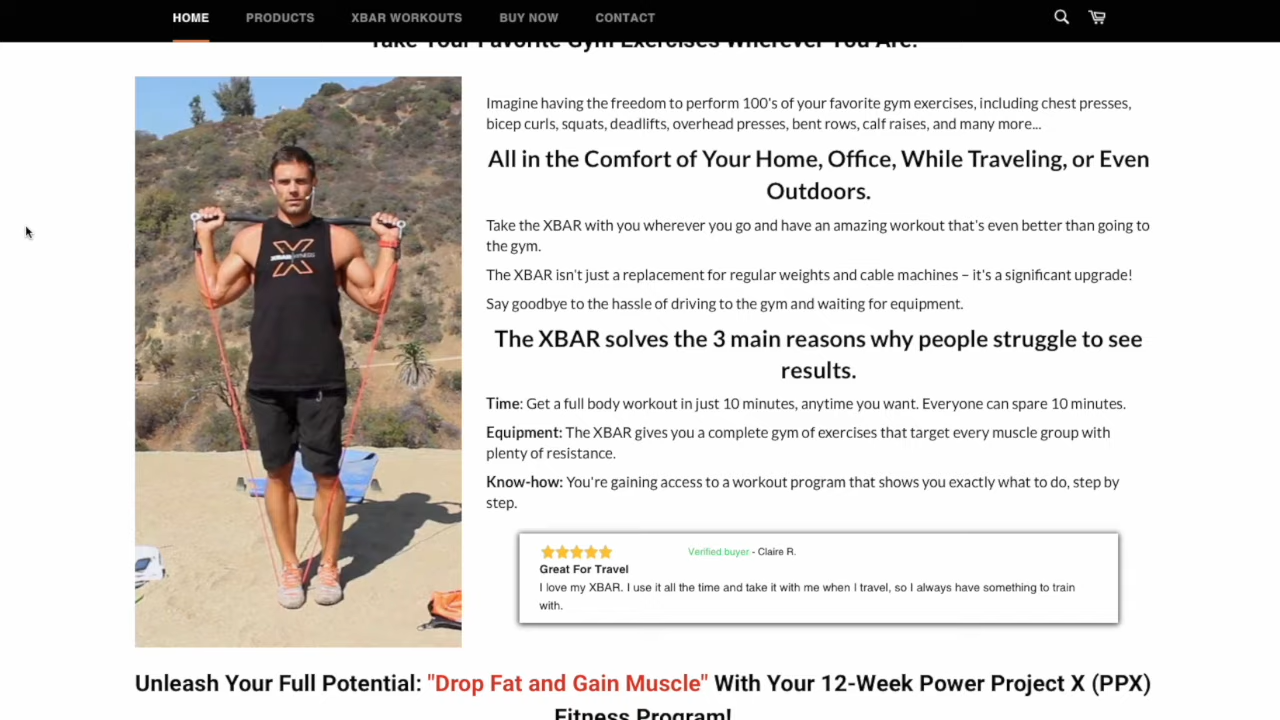 HOME PRODUCTS XBAR WORKOUTS BUY NOW CONTACT
Take Your Favorite Gym Exercises Wherever You Are!
Imagine having the freedom to perform 100's of your favorite gym exercises, including chest presses,
bicep curls, squats, deadlifts, overhead presses, bent rows, calf raises, and many more...
All in the Comfort of Your Home, Office, While Traveling, or Even
Outdoors.
Take the XBAR with you wherever you go and have an amazing workout that's even better than going to
the gym.
The XBAR isn't just a replacement for regular weights and cable machines – it's a significant upgrade!
Say goodbye to the hassle of driving to the gym and waiting for equipment.
The XBAR solves the 3 main reasons why people struggle to see
results.
Time: Get a full body workout in just 10 minutes, anytime you want. Everyone can spare 10 minutes.
Equipment: The XBAR gives you a complete gym of exercises that target every muscle group with
plenty of resistance.
Know-how: You're gaining access to a workout program that shows you exactly what to do, step by
step.
Verified buyer - Claire R.
Great For Travel
I love my XBAR. I use it all the time and take it with me when I travel, so I always have something to train
with.
Unleash Your Full Potential: "Drop Fat and Gain Muscle" With Your 12-Week Power Project X (PPX)
Fitness Program!